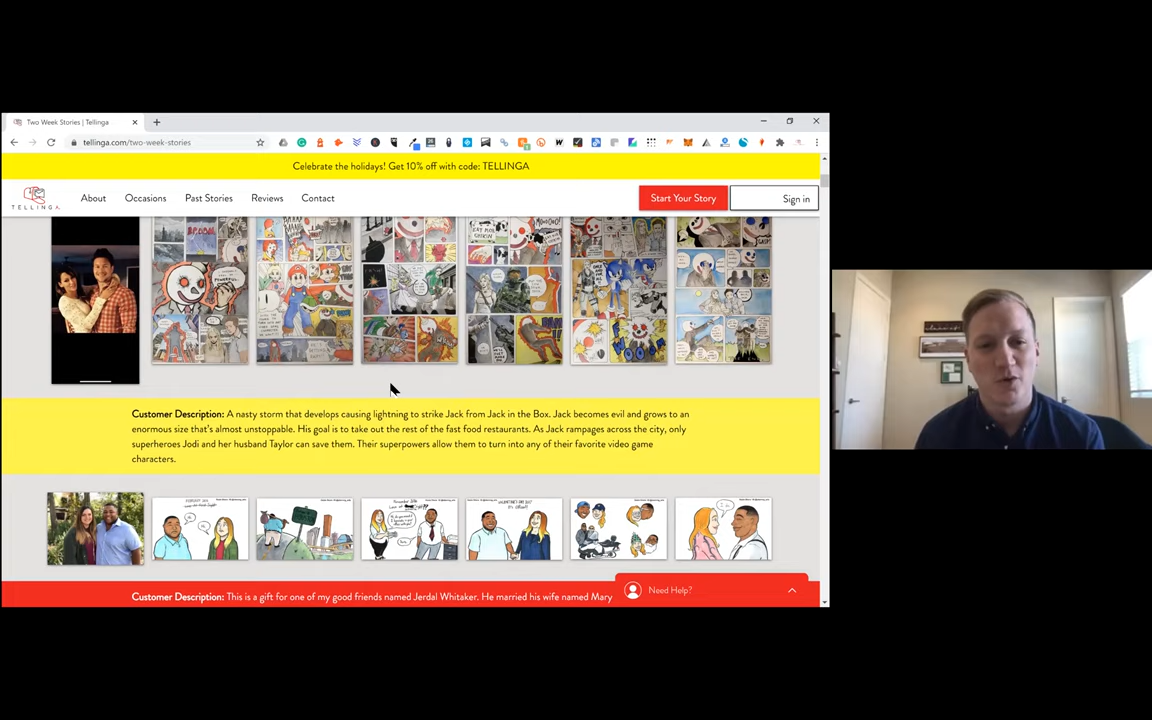 Two Week Stories | Tellinga
tellinga.com/two-week-stories
Celebrate the holidays! Get 10% off with code: TELLINGA
TELLINGA
About
Occasions
Past Stories
Reviews
Contact
Start Your Story
Sign in
Customer Description: A nasty storm that develops causing lightning to strike Jack from Jack in the Box. Jack becomes evil and grows to an
enormous size that's almost unstoppable. His goal is to take out the rest of the fast food restaurants. As Jack rampages across the city, only
superheroes Jodi and her husband Taylor can save them. Their superpowers allow them to turn into any of their favorite video game
characters.
Customer Description: This is a gift for one of my good friends named Jerdal Whitaker. He married his wife named Mary
Need Help?